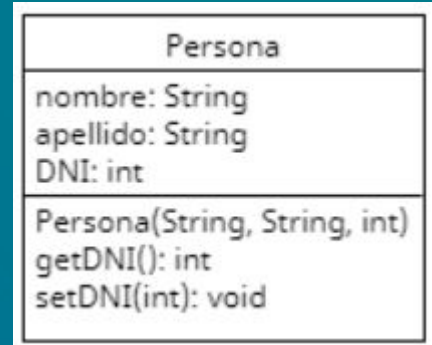 Persona
nombre: String
apellido: String
DNI: int
Persona(String, String, int)
getDNI(): int
setDNI(int): void